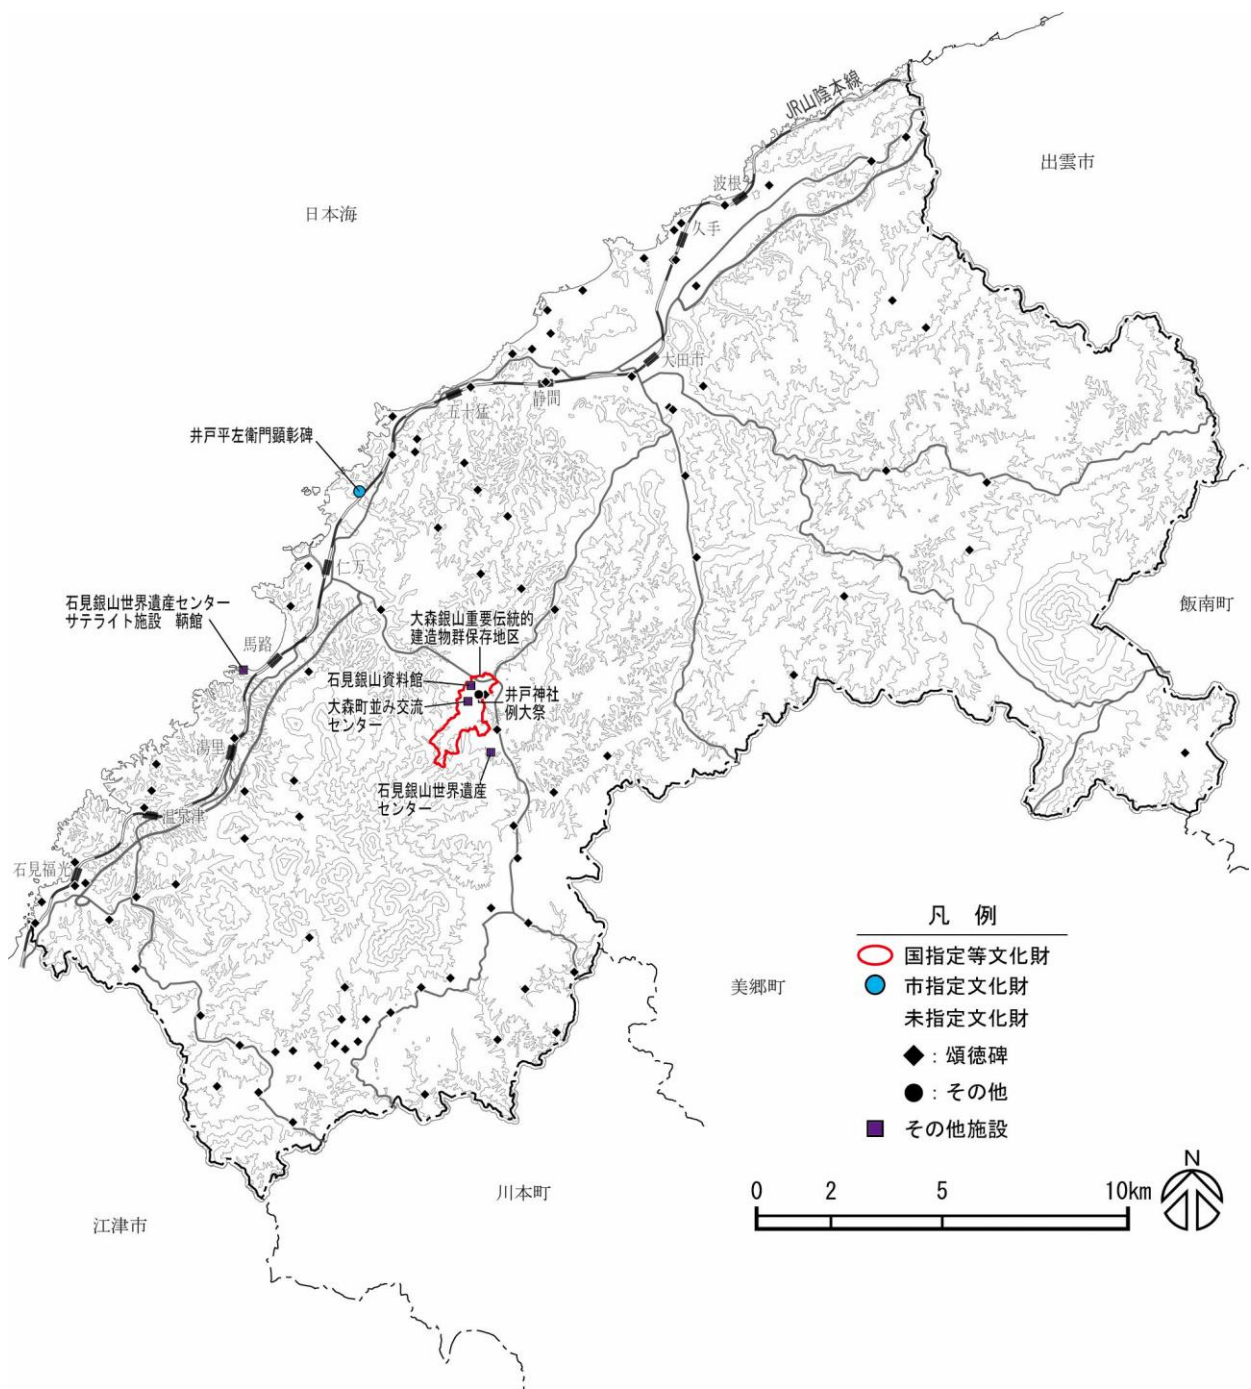 JR山陰本線
出雲市
波根
日本海
久手
大田市
静間
五十猛
井戸平左衛門顕彰碑
仁万
飯南町
石見銀山世界遺産センター
サテライト施設 鞆館
大森銀山重要伝統的
建造物群保存地区
馬路
石見銀山資料館
大森町並み交流
センター
井戸神社
例大祭
湯里
石見銀山世界遺産
センター
温泉津
石見福光
凡 例
国指定等文化財
市指定文化財
未指定文化財
:頌徳碑
:その他
その他施設
美郷町
川本町
江津市
0 2 5 10km
N